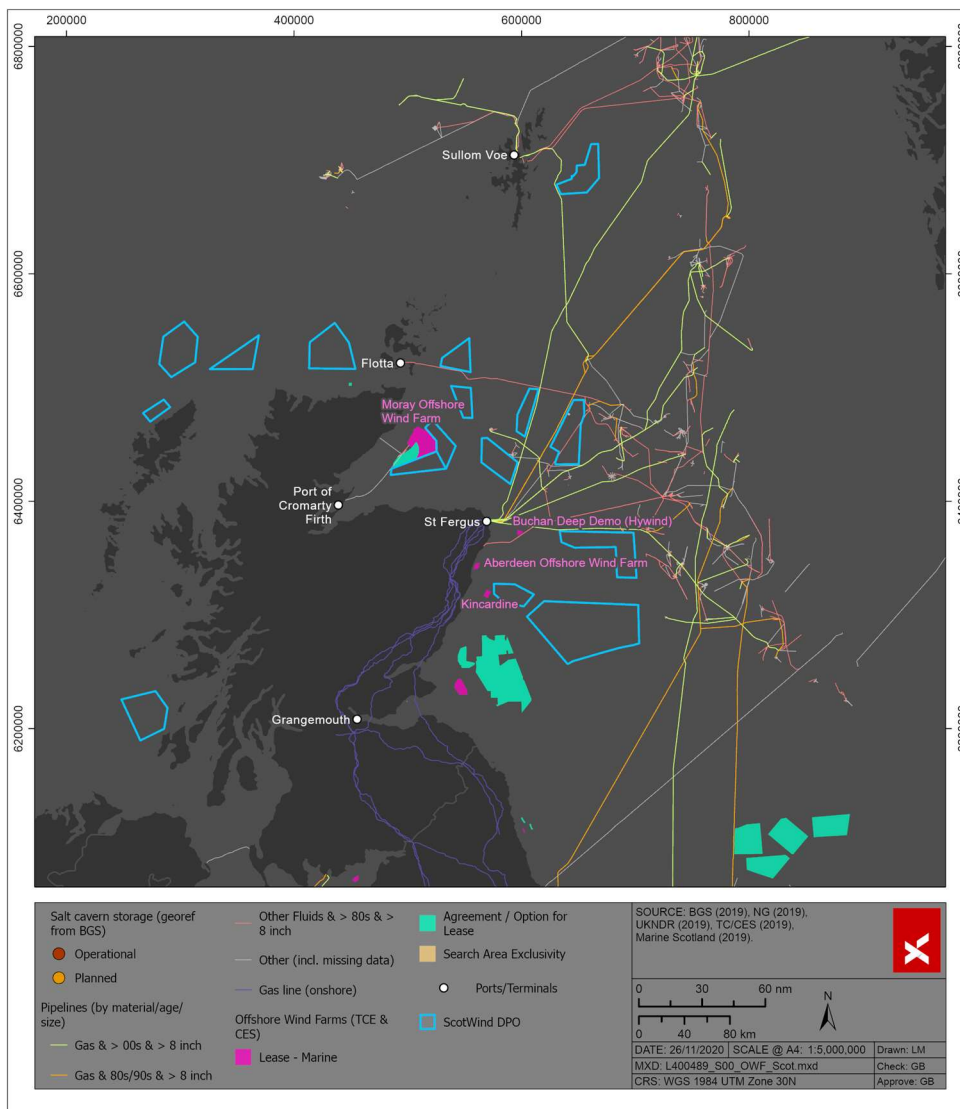 200000 400000 600000 800000
6800000 6800000
Sullom Voe
6600000 6600000
Flotta
Moray Offshore
Wind Farm
Port of
Cromarty
Firth
6400000 6400000
St Fergus
Buchan Deep Demo (Hywind)
Aberdeen Offshore Wind Farm
Kincardine
Grangemouth
6200000 6200000
Salt cavern storage (georef
from BGS)
Operational
Planned
Pipelines (by material/age/
size)
Gas & > 00s & > 8 inch
Gas & 80s/90s & > 8 inch
Other Fluids & > 80s & >
8 inch
Other (incl. missing data)
Gas line (onshore)
Offshore Wind Farms (TCE &
CES)
Lease - Marine
Agreement / Option for
Lease
Search Area Exclusivity
Ports/Terminals
ScotWind DPO
SOURCE: BGS (2019), NG (2019),
UKNDR (2019), TC/CES (2019),
Marine Scotland (2019).
0 30 60 nm
0 40 80 km
N
DATE: 26/11/2020 SCALE @ A4: 1:5,000,000 Drawn: LM
MXD: L400489_S00_OWF_Scot.mxd Check: GB
CRS: WGS 1984 UTM Zone 30N Approve: GB